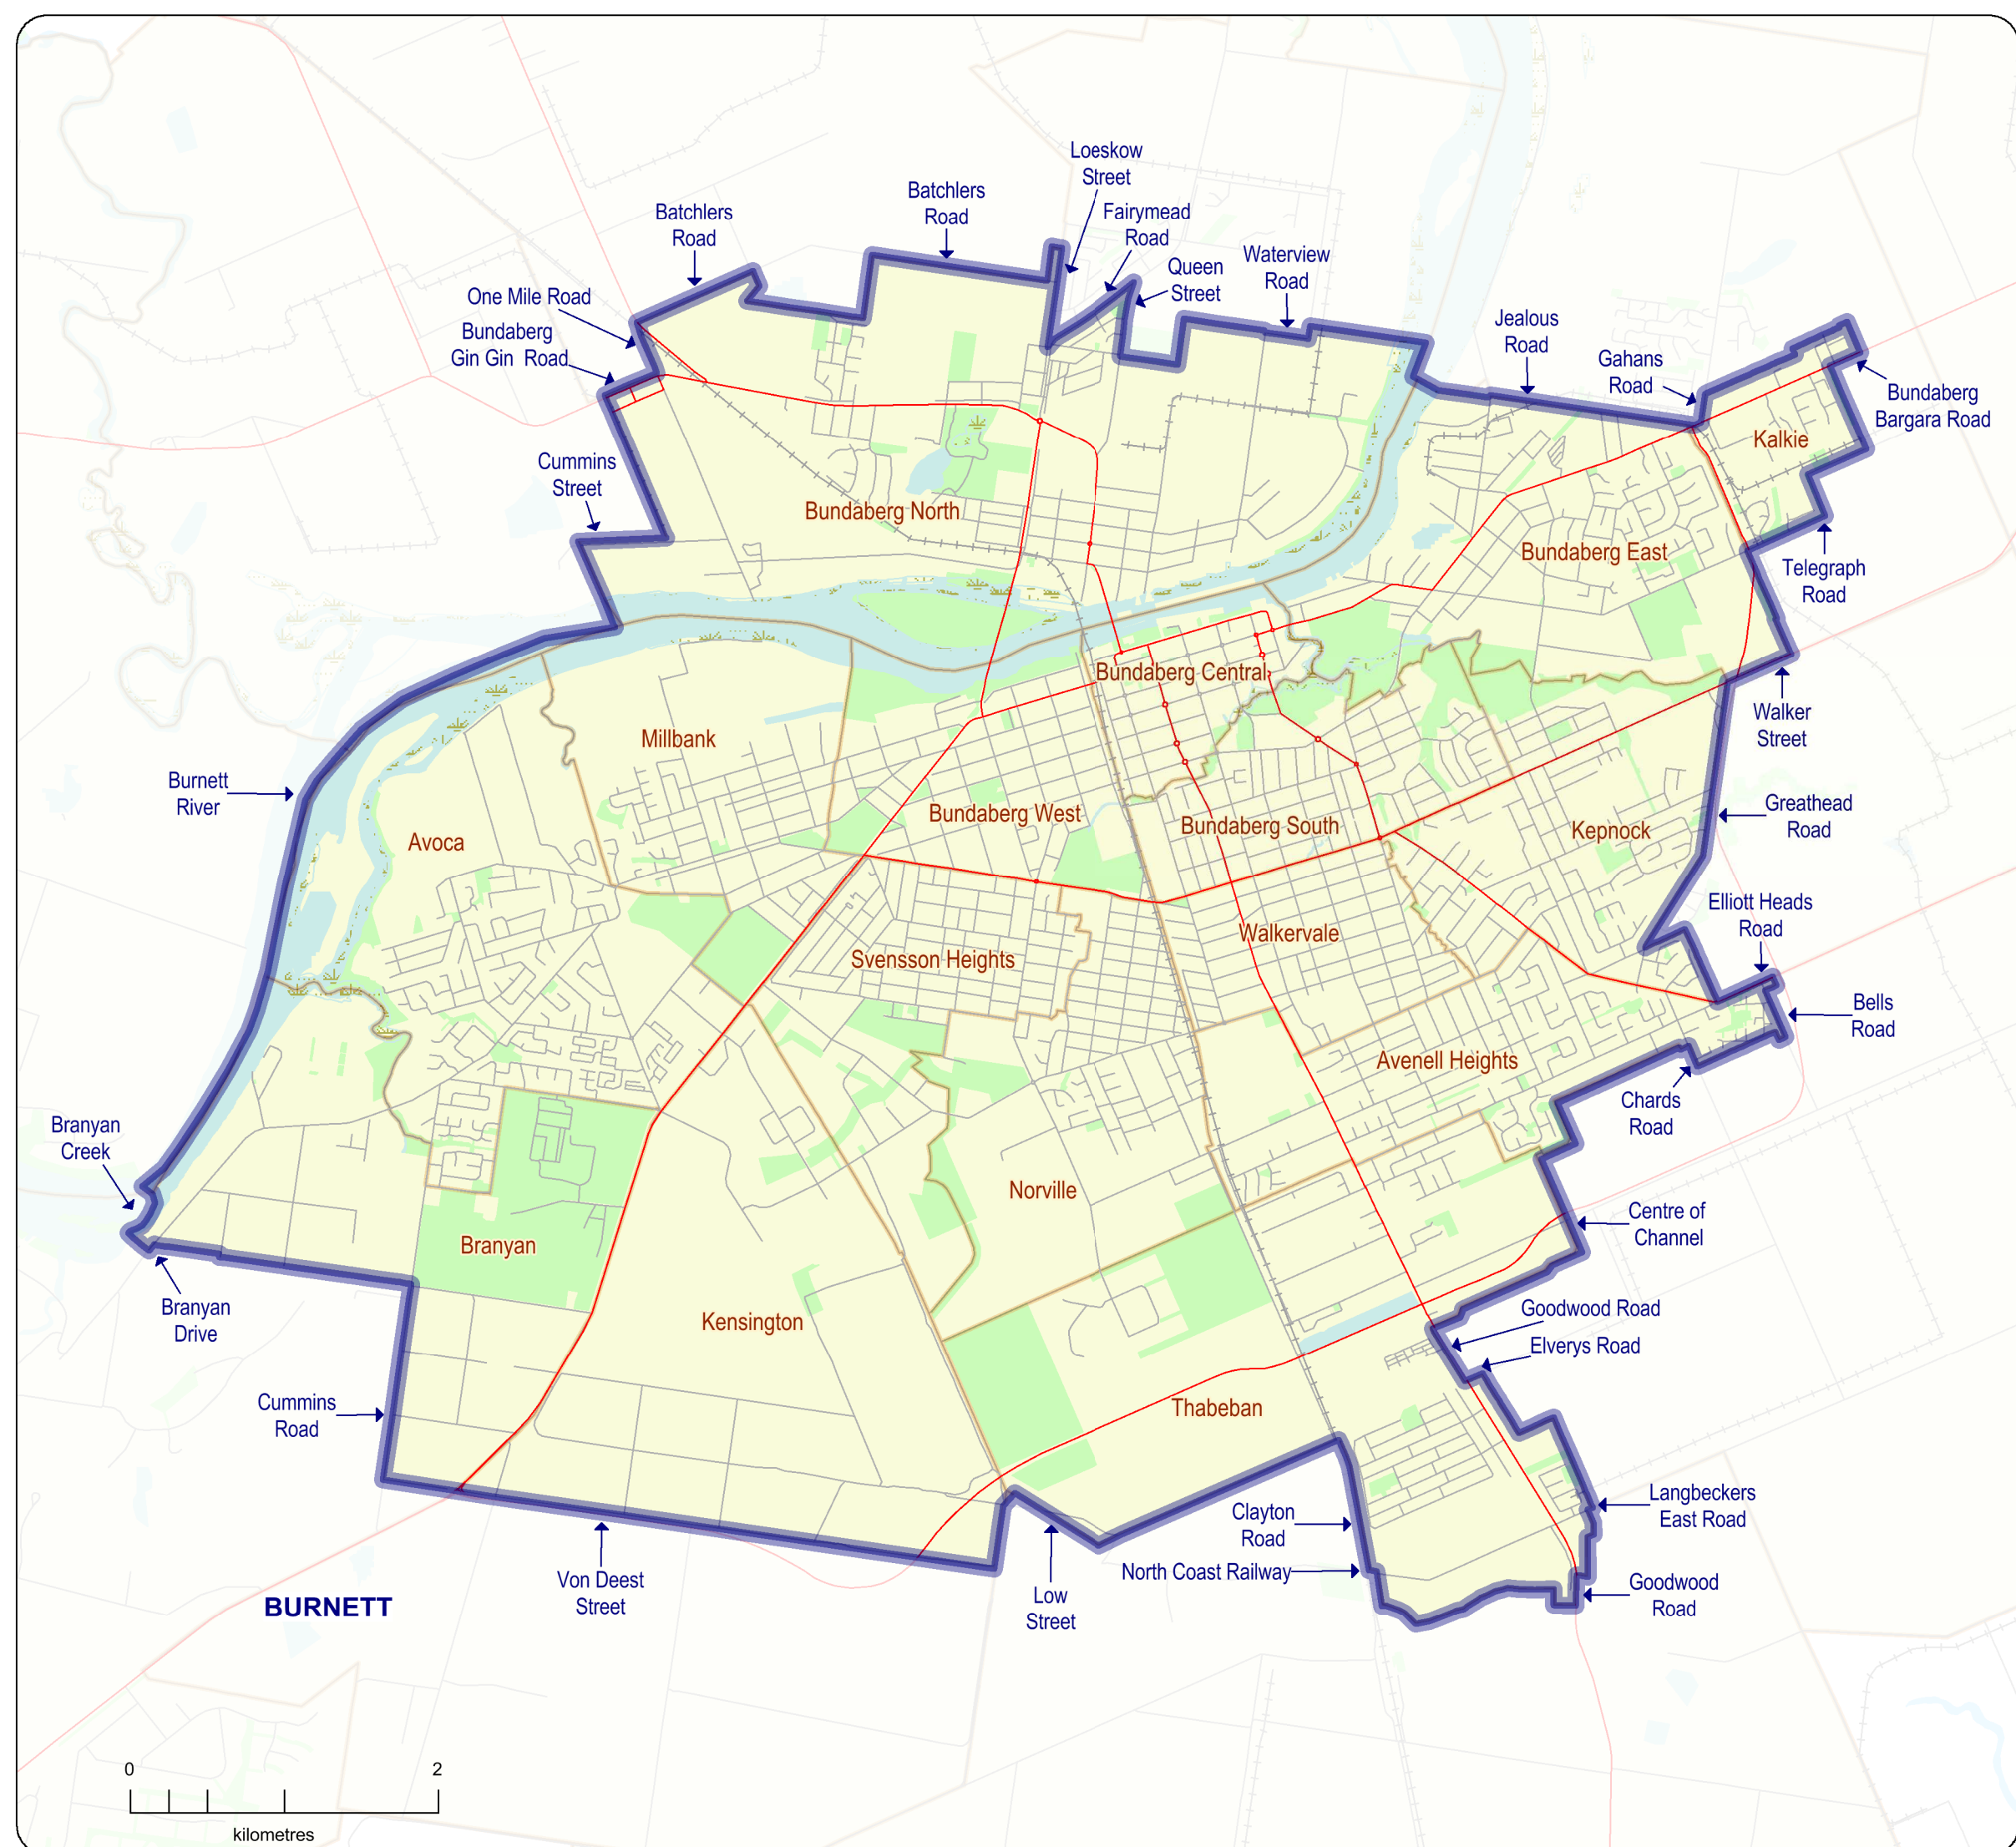 Loeskow
Street
Batchlers
Road
Batchlers
Road
Fairymead
Road
Queen
Street
Waterview
Road
One Mile Road
Bundaberg
Gin Gin Road
Jealous
Road
Gahans
Road
Bundaberg
Bargara Road
Kalkie
Cummins
Street
Bundaberg North
Bundaberg East
Telegraph
Road
Bundaberg Central
Walker
Street
Millbank
Burnett
River
Avoca
Bundaberg West
Bundaberg South
Kepnock
Greathead
Road
Elliott Heads
Road
Walkervale
Svensson Heights
Bells
Road
Avenell Heights
Chards
Road
Branyan
Creek
Norville
Centre of
Channel
Branyan
Branyan
Drive
Kensington
Goodwood Road
Elverys Road
Cummins
Road
Thabeban
Langbeckers
East Road
Clayton
Road
North Coast Railway
Von Deest
Street
Low
Street
Goodwood
Road
BURNETT
0 2
kilometres